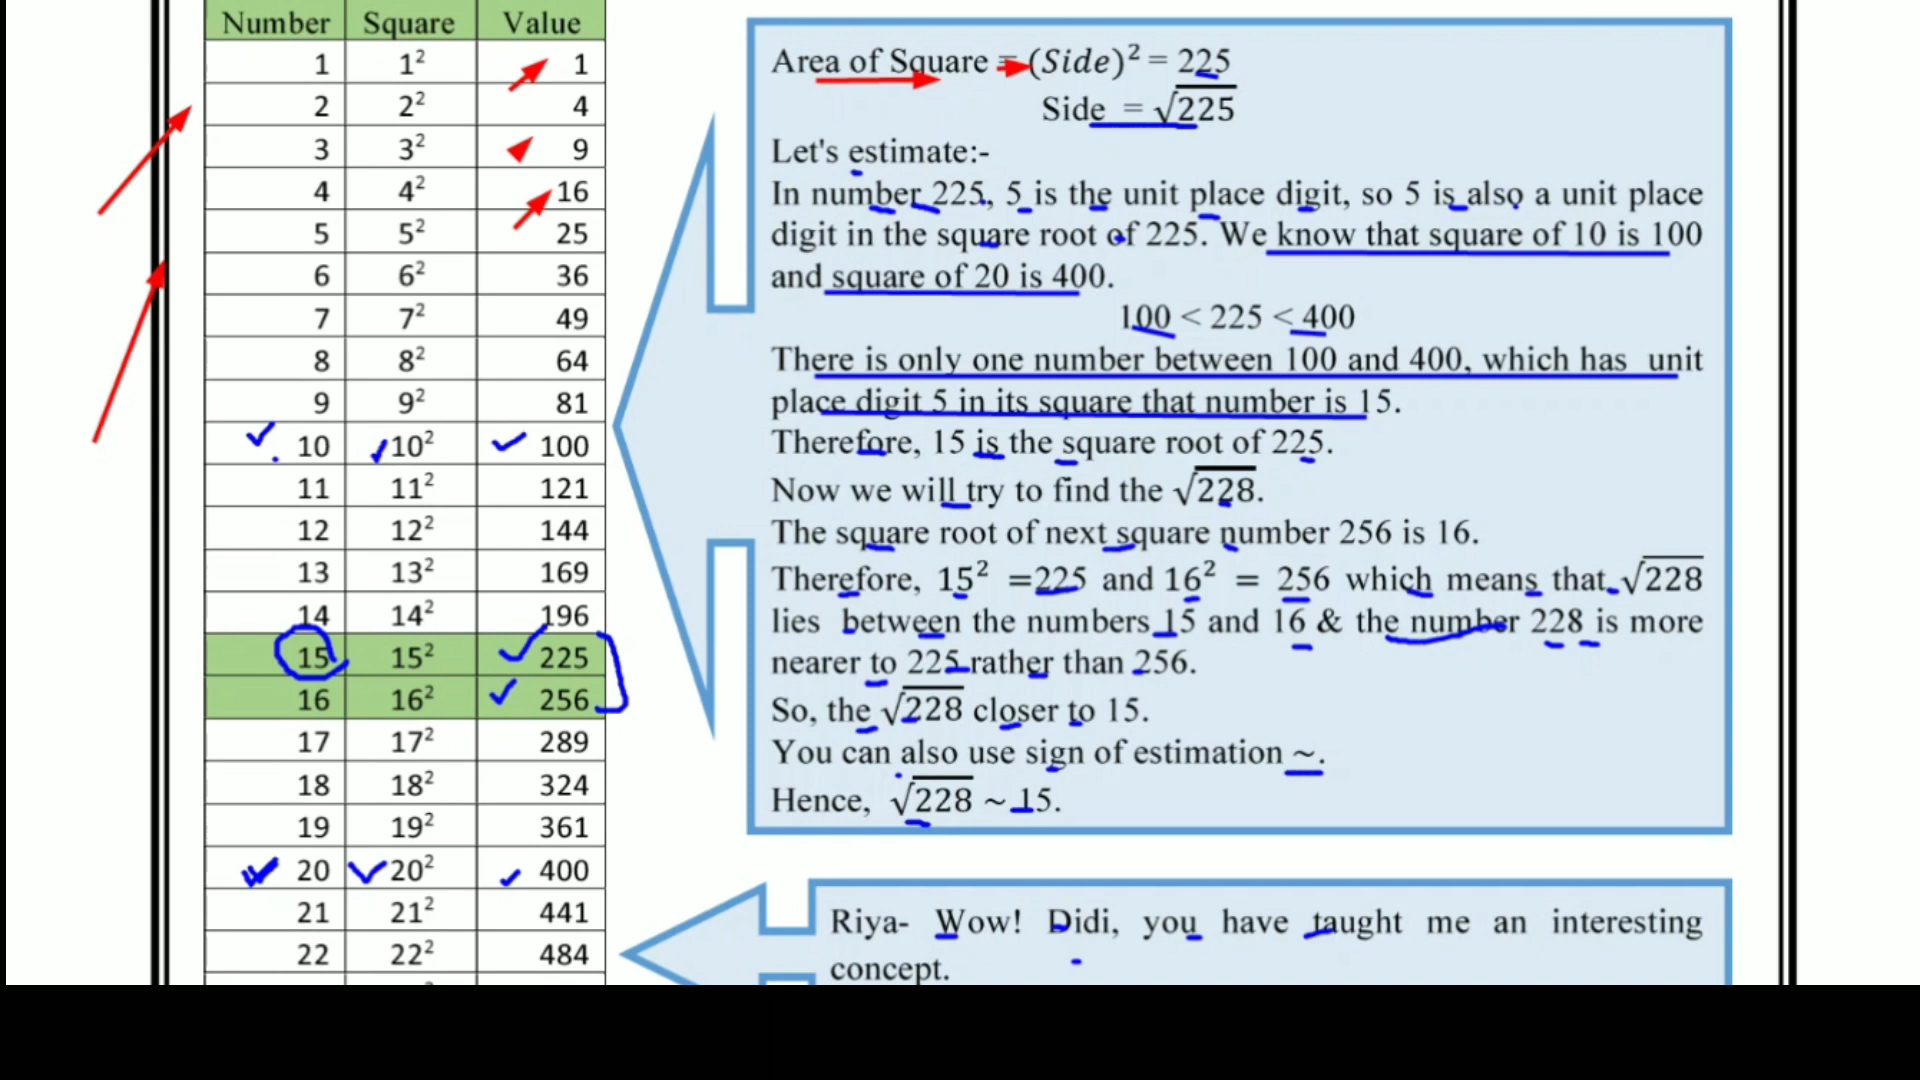 Number Square Value
1 1² 1
2 2² 4
3 3² 9
4 4² 16
5 5² 25
6 6² 36
7 7² 49
8 8² 64
9 9² 81
10 10² 100
11 11² 121
12 12² 144
13 13² 169
14 14² 196
15 15² 225
16 16² 256
17 17² 289
18 18² 324
19 19² 361
20 20² 400
21 21² 441
22 22² 484
Area of Square = (Side)² = 225
Side = √225
Let's estimate:-
In number 225, 5 is the unit place digit, so 5 is also a unit place
digit in the square root of 225. We know that square of 10 is 100
and square of 20 is 400.
100 < 225 < 400
There is only one number between 100 and 400, which has unit
place digit 5 in its square that number is 15.
Therefore, 15 is the square root of 225.
Now we will try to find the √228.
The square root of next square number 256 is 16.
Therefore, 15² =225 and 16² = 256 which means that √228
lies between the numbers 15 and 16 & the number 228 is more
nearer to 225 rather than 256.
So, the √228 closer to 15.
You can also use sign of estimation ~.
Hence, √228 ~ 15.
Riya- Wow! Didi, you have taught me an interesting
concept.